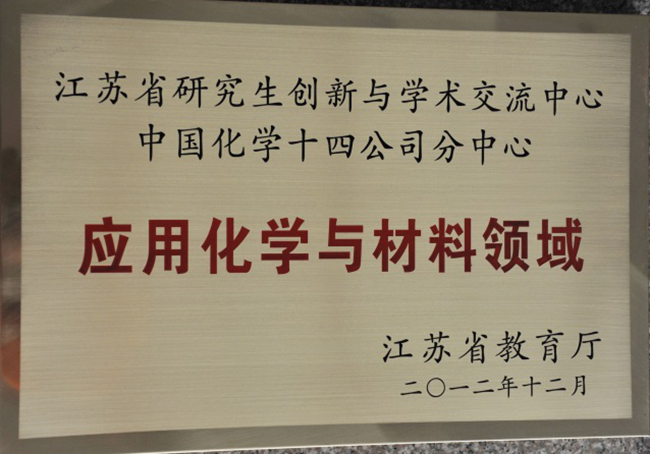 江苏省研究生创新与学术交流中心
中国化学十四公司分中心
应用化学与材料领域
江苏省教育厅
二〇一二年十二月